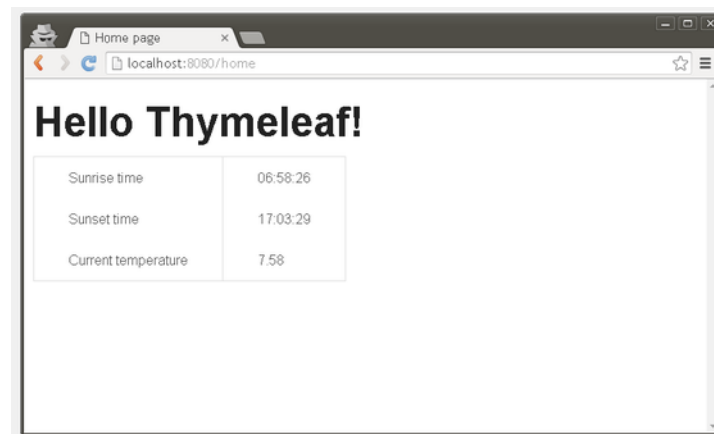 Home page
localhost:8080/home
Hello Thymeleaf!
Sunrise time 06:58:26
Sunset time 17:03:29
Current temperature 7.58